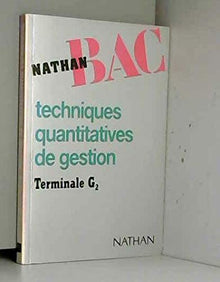 BAC
NATHAN
techniques
quantitatives
de gestion
Terminale G₂
NATHAN